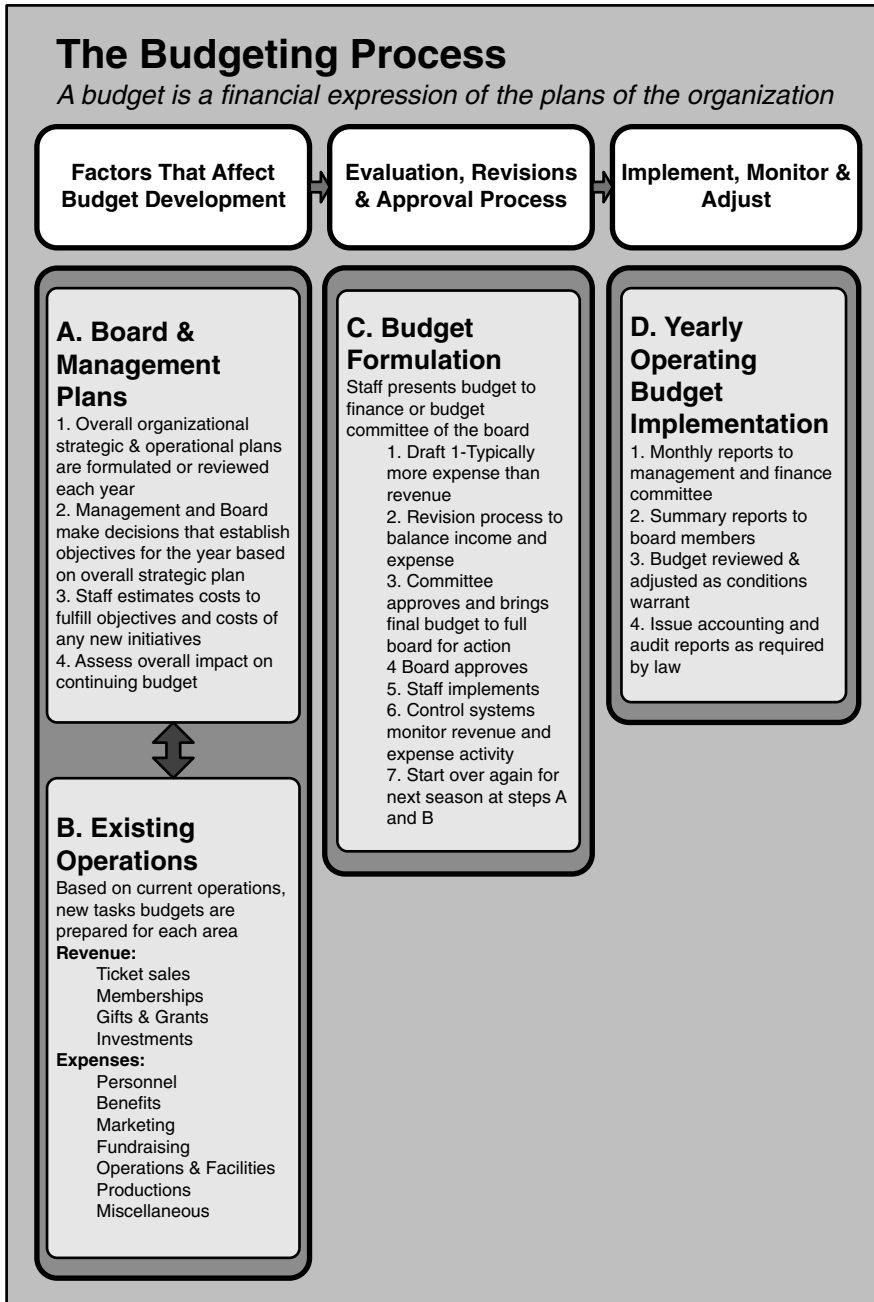 The Budgeting Process
A budget is a financial expression of the plans of the organization
Factors That Affect
Budget Development
Evaluation, Revisions
& Approval Process
Implement, Monitor &
Adjust
A. Board &
Management
Plans
1. Overall organizational
strategic & operational plans
are formulated or reviewed
each year
2. Management and Board
make decisions that establish
objectives for the year based
on overall strategic plan
3. Staff estimates costs to
fulfill objectives and costs of
any new initiatives
4. Assess overall impact on
continuing budget
B. Existing
Operations
Based on current operations,
new tasks budgets are
prepared for each area
Revenue:
Ticket sales
Memberships
Gifts & Grants
Investments
Expenses:
Personnel
Benefits
Marketing
Fundraising
Operations & Facilities
Productions
Miscellaneous
C. Budget
Formulation
Staff presents budget to
finance or budget
committee of the board
1. Draft 1-Typically
more expense than
revenue
2. Revision process to
balance income and
expense
3. Committee
approves and brings
final budget to full
board for action
4 Board approves
5. Staff implements
6. Control systems
monitor revenue and
expense activity
7. Start over again for
next season at steps A
and B
D. Yearly
Operating
Budget
Implementation
1. Monthly reports to
management and finance
committee
2. Summary reports to
board members
3. Budget reviewed &
adjusted as conditions
warrant
4. Issue accounting and
audit reports as required
by law